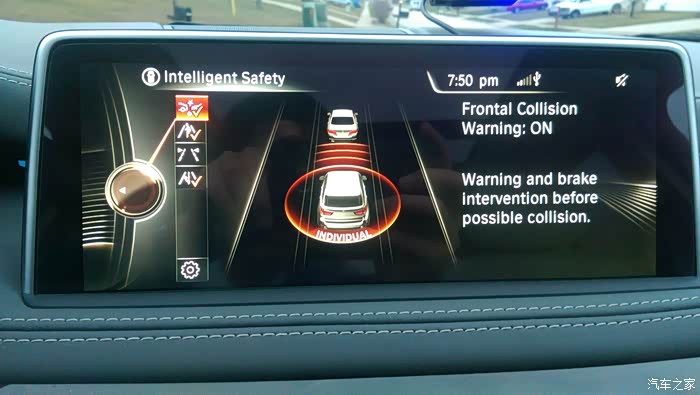 Intelligent Safety
7:50 pm
Frontal Collision
Warning: ON
Warning and brake
intervention before
possible collision.
INDIVIDUAL
汽车之家